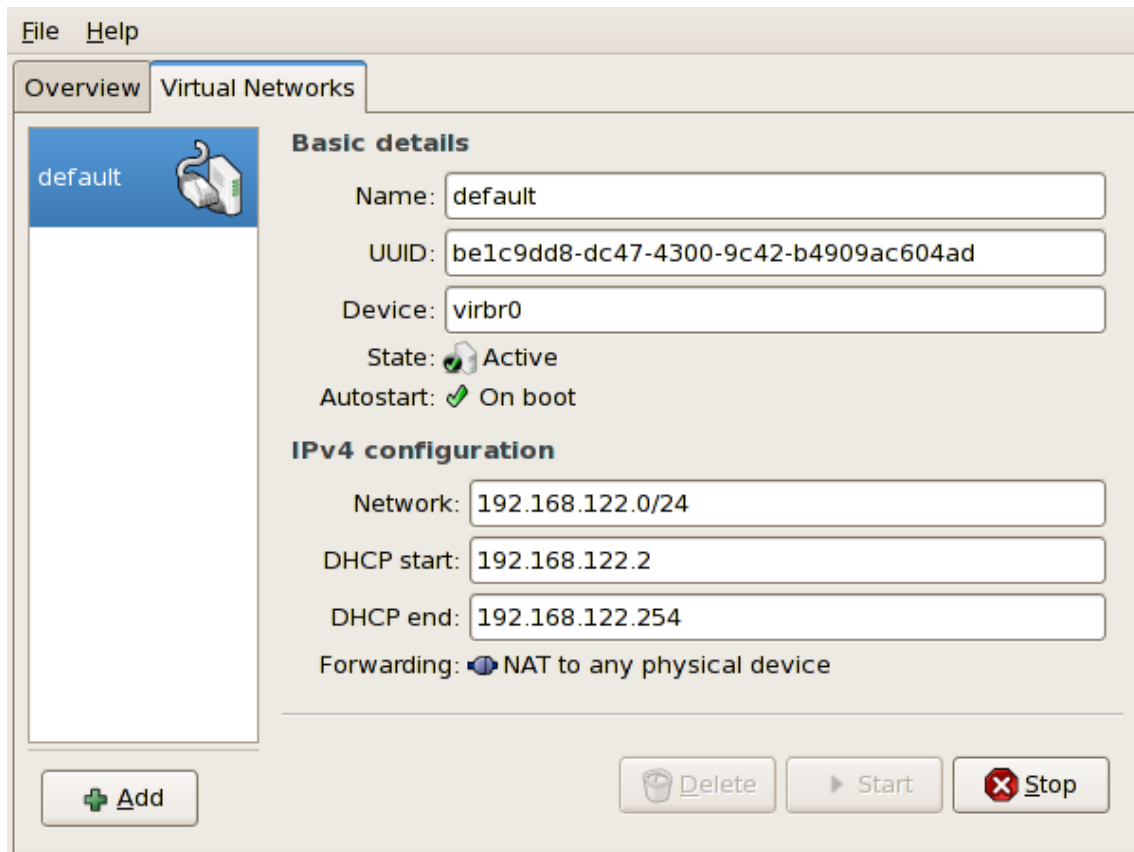 File Help
Overview Virtual Networks
default
Basic details
Name: default
UUID: be1c9dd8-dc47-4300-9c42-b4909ac604ad
Device: virbr0
State: Active
Autostart: On boot
IPv4 configuration
Network: 192.168.122.0/24
DHCP start: 192.168.122.2
DHCP end: 192.168.122.254
Forwarding: NAT to any physical device
Add Delete Start Stop